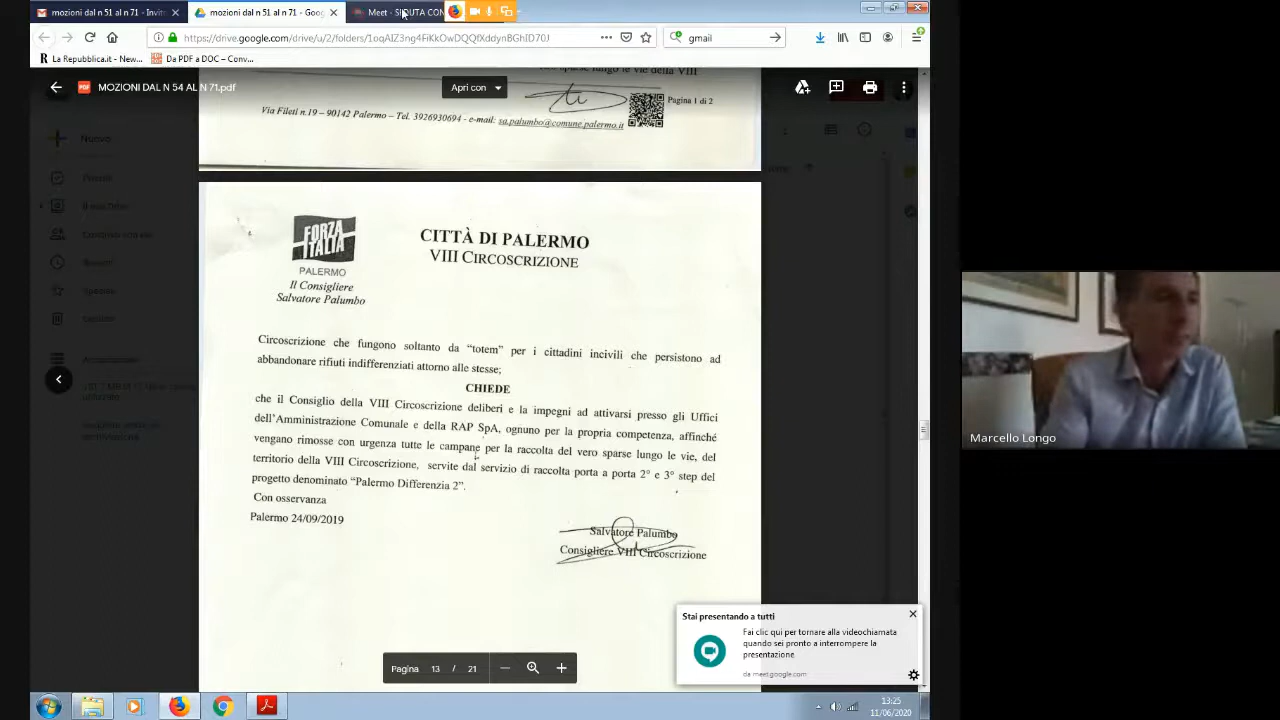 mozioni dal n 51 al n 71 - Invit
mozioni dal n 51 al n 71 - Goog
Meet - SEDUTA CON
https://drive.google.com/drive/u/2/folders/1oqAIZ3ng4FiKkOwDQQfXddynBGhID70J
gmail
La Repubblica.it - New...
Da PDF a DOC – Conv...
MOZIONI DAL N 54 AL N 71.pdf
Apri con
Nuovo
lungo le vie della VIII
Pagina 1 di 2
Via Fileti n.19 – 90142 Palermo – Tel. 3926930694 - e-mail: sa.palumbo@comune.palermo.it
FORZA ITALIA
PALERMO
Il Consigliere
Salvatore Palumbo
CITTÀ DI PALERMO
VIII CIRCOSCRIZIONE
Circoscrizione che fungono soltanto da “totem” per i cittadini incivili che persistono ad
abbandonare rifiuti indifferenziati attorno alle stesse;
CHIEDE
che il Consiglio della VIII Circoscrizione deliberi e la impegni ad attivarsi presso gli Uffici
dell’Amministrazione Comunale e della RAP SpA, ognuno per la propria competenza, affinché
vengano rimosse con urgenza tutte le campane per la raccolta del vero sparse lungo le vie, del
territorio della VIII Circoscrizione, servite dal servizio di raccolta porta a porta 2° e 3° step del
progetto denominato “Palermo Differenzia 2”.
Con osservanza
Palermo 24/09/2019
Salvatore Palumbo
Consigliere VIII Circoscrizione
Pagina 13 / 21
Stai presentando a tutti
Fai clic qui per tornare alla videochiamata
quando sei pronto a interrompere la
presentazione.
da meet.google.com
13:25
11/06/2020
Marcello Longo